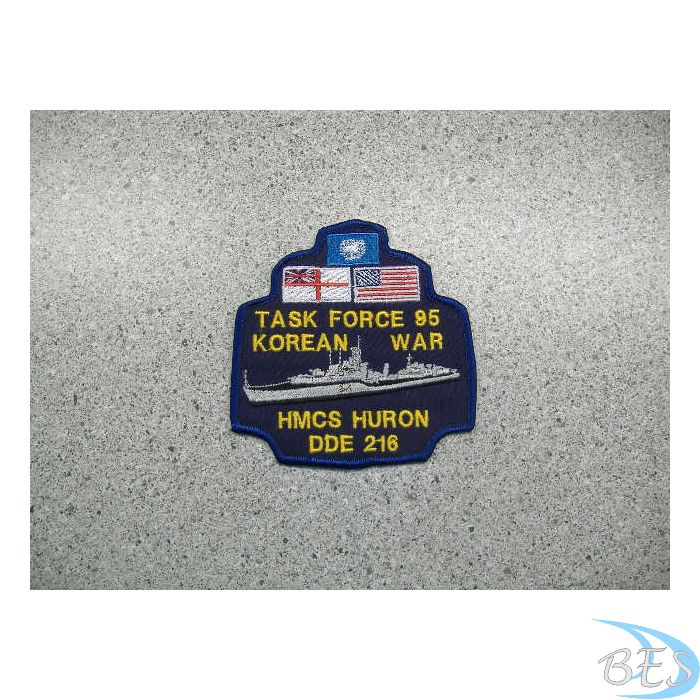 TASK FORCE 95
KOREAN WAR
HMCS HURON
DDE 216
BES